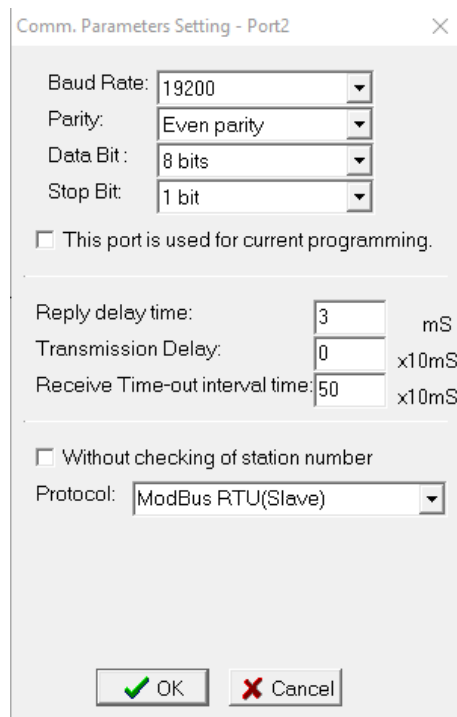 Comm. Parameters Setting - Port2
Baud Rate: 19200
Parity: Even parity
Data Bit : 8 bits
Stop Bit: 1 bit
This port is used for current programming.
Reply delay time: 3 mS
Transmission Delay: 0 x10mS
Receive Time-out interval time: 50 x10mS
Without checking of station number
Protocol: ModBus RTU(Slave)
OK Cancel